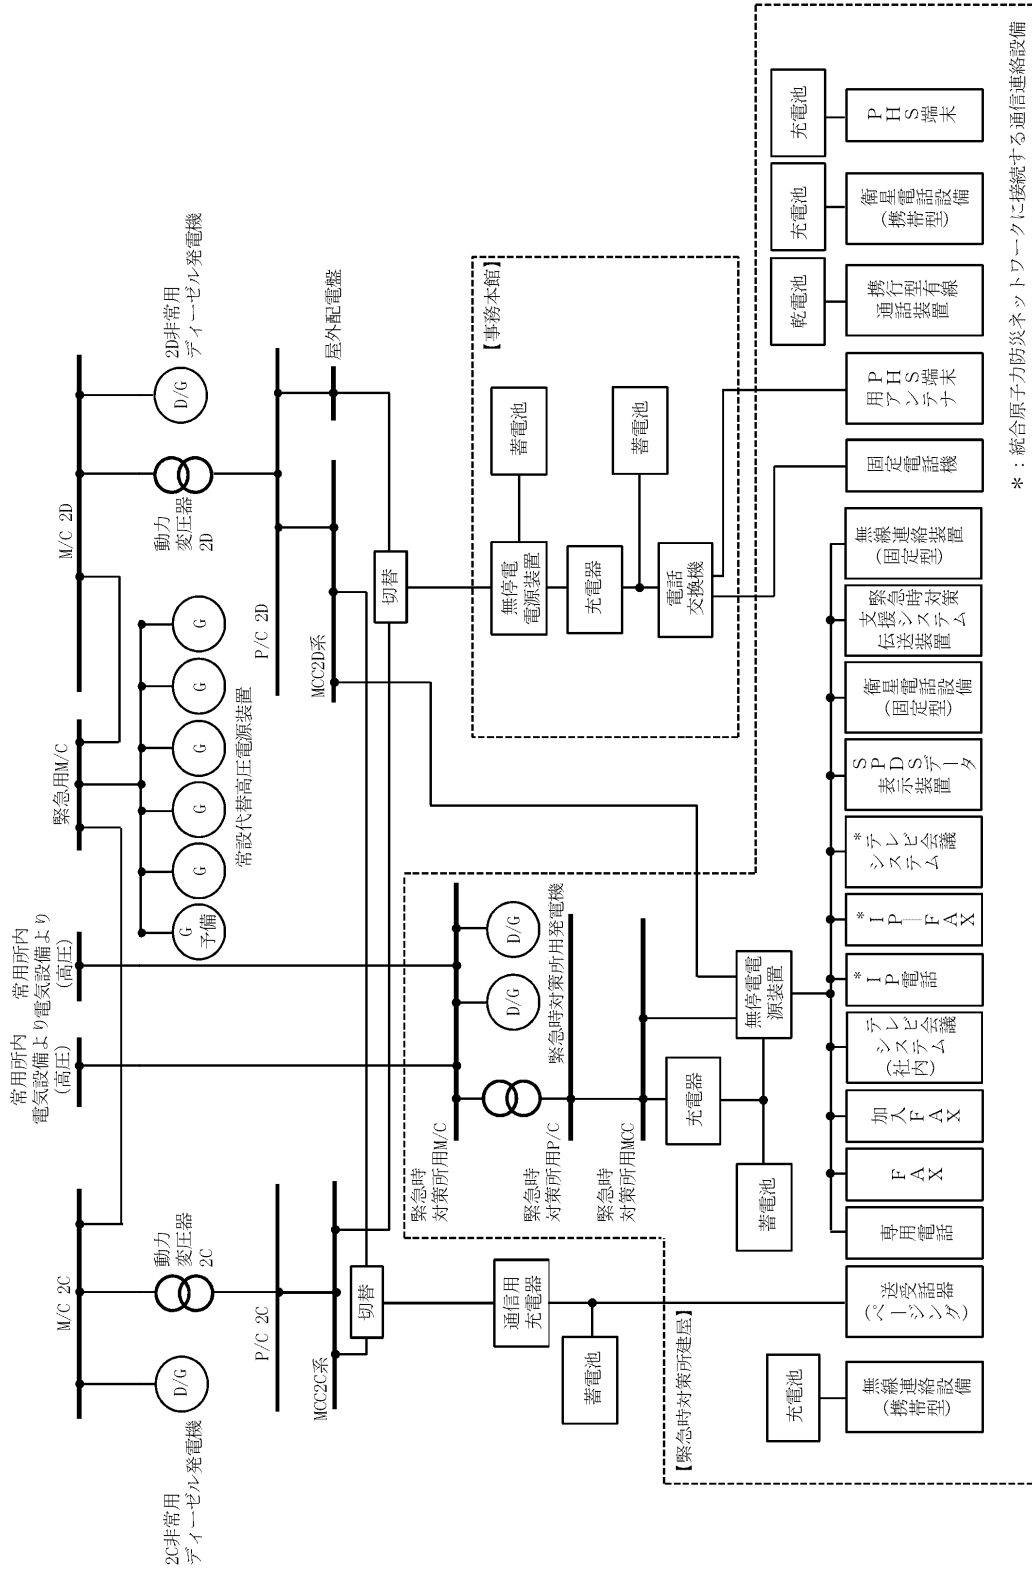 2C非常用
ディーゼル発電機
D/G
M/C 2C
動力
変圧器
2C
P/C 2C
MCC2C系
切替
通信用
充電器
蓄電池
常用所内
電気設備より
(高圧)
常用所内
電気設備より
(高圧)
緊急用M/C
G
予備
G
G
G
G
G
常設代替高圧電源装置
M/C 2D
動力
変圧器
2D
D/G
2D非常用
ディーゼル発電機
P/C 2D
MCC2D系
屋外配電盤
切替
【事務本館】
無停電
電源装置
蓄電池
充電器
蓄電池
電話
交換機
緊急時
対策所用M/C
D/G
D/G
緊急時対策所用発電機
緊急時
対策所用P/C
緊急時
対策所用MCC
充電器
無停電電
源装置
蓄電池
【緊急時対策所建屋】
充電池
無線連絡設備
(携帯型)
送受話器
(ページング)
専用電話
FAX
加入FAX
テレビ会議
システム
(社内)
*IP電話
*IP-FAX
*テレビ会議
システム
SPDSデータ
表示装置
衛星電話設備
(固定型)
緊急時対策
支援システム
伝送装置
無線連絡装置
(固定型)
固定電話機
PHS端末
用アンテナ
乾電池
携行型有線
通話装置
充電池
衛星電話設備
(携帯型)
充電池
PHS端末
*：統合原子力防災ネットワークに接続する通信連絡設備